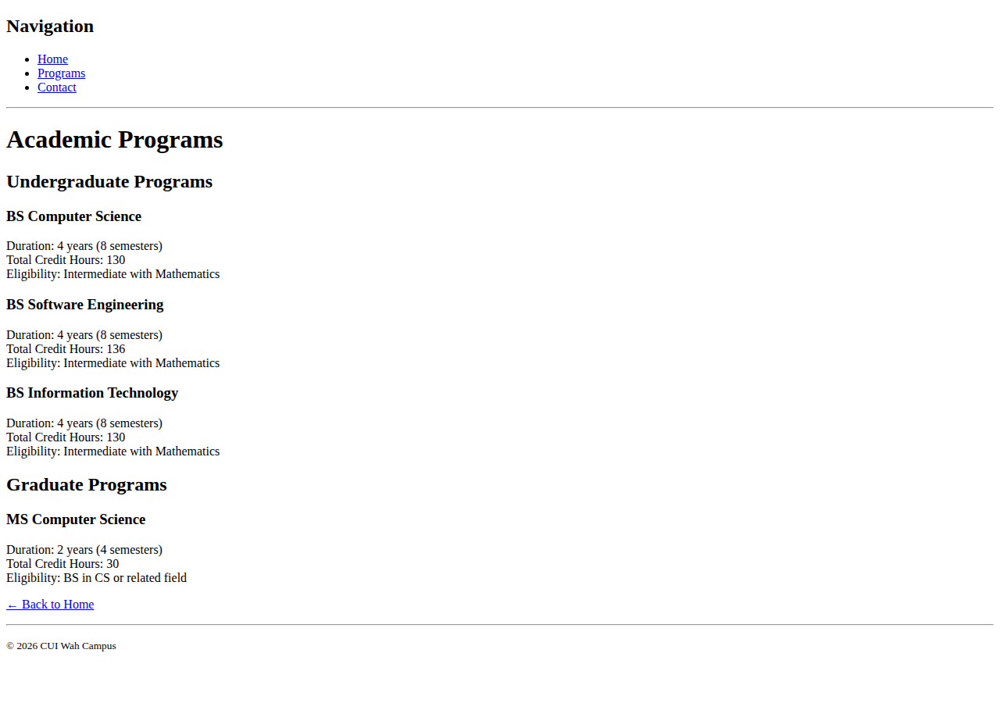 Navigation
Home
Programs
Contact
Academic Programs
Undergraduate Programs
BS Computer Science
Duration: 4 years (8 semesters)
Total Credit Hours: 130
Eligibility: Intermediate with Mathematics
BS Software Engineering
Duration: 4 years (8 semesters)
Total Credit Hours: 136
Eligibility: Intermediate with Mathematics
BS Information Technology
Duration: 4 years (8 semesters)
Total Credit Hours: 130
Eligibility: Intermediate with Mathematics
Graduate Programs
MS Computer Science
Duration: 2 years (4 semesters)
Total Credit Hours: 30
Eligibility: BS in CS or related field
← Back to Home
© 2026 CUI Wah Campus